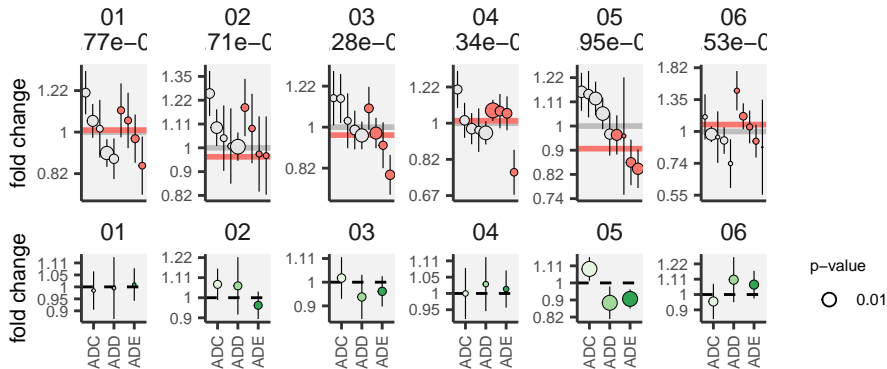 01 02 03 04 05 06
.77e−0 .71e−0 .28e−0 .34e−0 .95e−0 .53e−0
fold change
1.22 1 0.82
1.35 1.22 1.11 1 0.9 0.82
1.22 1 0.82
1.22 1 0.82 0.67
1.22 1.11 1 0.9 0.82 0.74
1.82 1.35 1 0.74 0.55
01 02 03 04 05 06
fold change
1.11 1.05 1 0.95 0.9
1.22 1.11 1 0.9
1.11 1 0.9
1.11 1.05 1 0.95
1.11 1 0.9 0.82
1.22 1.11 1 0.9
ADC ADD ADE ADC ADD ADE ADC ADD ADE ADC ADD ADE ADC ADD ADE ADC ADD ADE
p−value
0.01